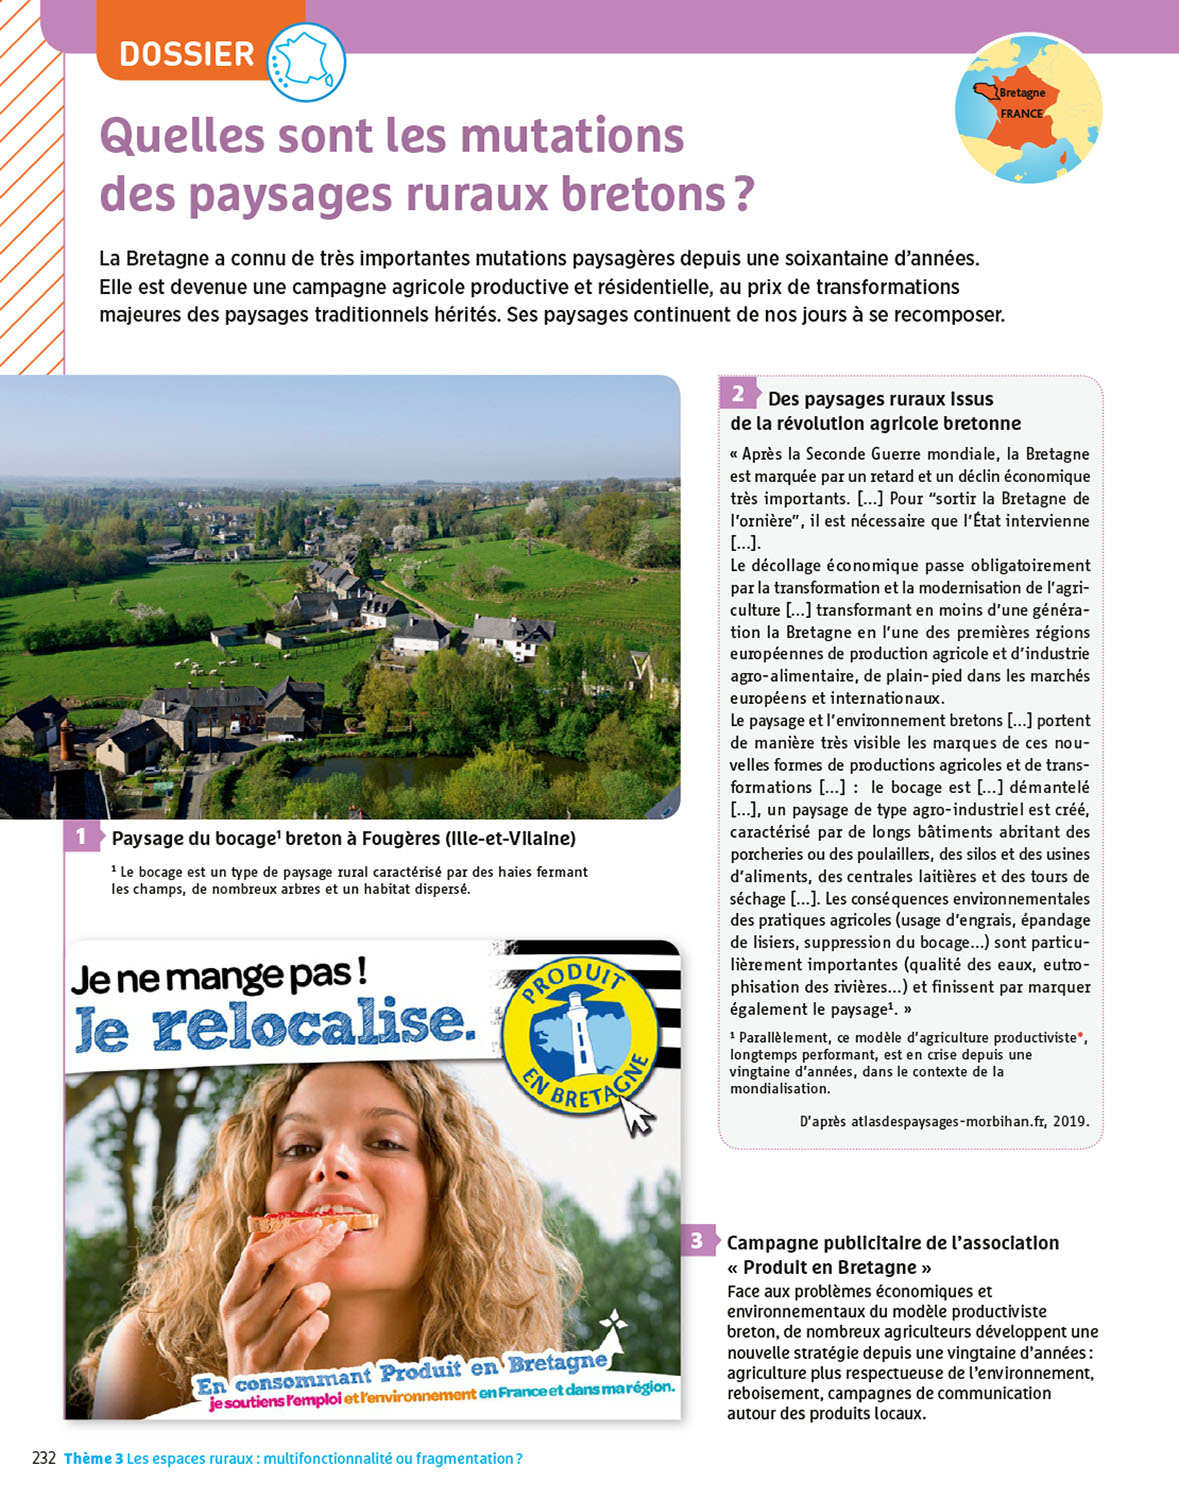 DOSSIER
Bretagne
FRANCE
Quelles sont les mutations
des paysages ruraux bretons ?
La Bretagne a connu de très importantes mutations paysagères depuis une soixantaine d’années.
Elle est devenue une campagne agricole productive et résidentielle, au prix de transformations
majeures des paysages traditionnels hérités. Ses paysages continuent de nos jours à se recomposer.
1 Paysage du bocage¹ breton à Fougères (Ille-et-Vilaine)
¹ Le bocage est un type de paysage rural caractérisé par des haies fermant
les champs, de nombreux arbres et un habitat dispersé.
2 Des paysages ruraux issus
de la révolution agricole bretonne
« Après la Seconde Guerre mondiale, la Bretagne
est marquée par un retard et un déclin économique
très importants. [...] Pour “sortir la Bretagne de
l’ornière”, il est nécessaire que l’État intervienne
[...].
Le décollage économique passe obligatoirement
par la transformation et la modernisation de l’agri-
culture [...] transformant en moins d’une généra-
tion la Bretagne en l’une des premières régions
européennes de production agricole et d’industrie
agro-alimentaire, de plain-pied dans les marchés
européens et internationaux.
Le paysage et l’environnement bretons [...] portent
de manière très visible les marques de ces nou-
velles formes de productions agricoles et de trans-
formations [...] : le bocage est [...] démantelé
[...], un paysage de type agro-industriel est créé,
caractérisé par de longs bâtiments abritant des
porcheries ou des poulaillers, des silos et des usines
d’aliments, des centrales laitières et des tours de
séchage [...]. Les conséquences environnementales
des pratiques agricoles (usage d’engrais, épandage
de lisiers, suppression du bocage...) sont particu-
lièrement importantes (qualité des eaux, eutro-
phisation des rivières...) et finissent par marquer
également le paysage¹. »
¹ Parallèlement, ce modèle d’agriculture productiviste*,
longtemps performant, est en crise depuis une
vingtaine d’années, dans le contexte de la
mondialisation.
D’après atlasdespaysages-morbihan.fr, 2019.
Je ne mange pas !
Je relocalise.
PRODUIT
EN BRETAGNE
En consommant Produit en Bretagne
je soutiens l’emploi et l’environnement en France et dans ma région.
3 Campagne publicitaire de l’association
« Produit en Bretagne »
Face aux problèmes économiques et
environnementaux du modèle productiviste
breton, de nombreux agriculteurs développent une
nouvelle stratégie depuis une vingtaine d’années :
agriculture plus respectueuse de l’environnement,
reboisement, campagnes de communication
autour des produits locaux.
232 Thème 3 Les espaces ruraux : multifonctionnalité ou fragmentation ?